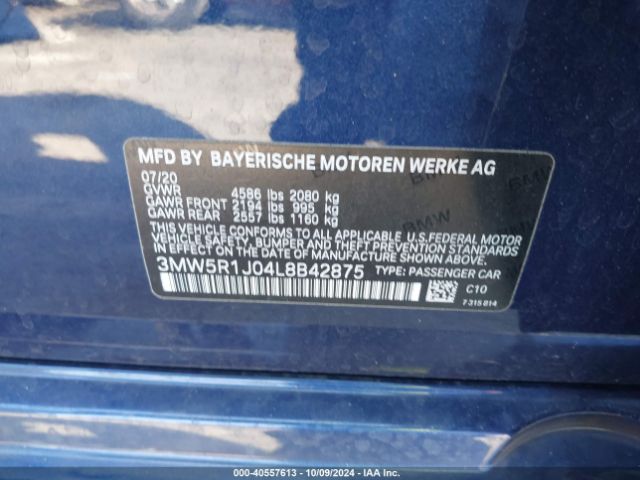 MFD BY BAYERISCHE MOTOREN WERKE AG
07/20
GVWR 4586 lbs 2080 kg
GAWR FRONT 2194 lbs 995 kg
GAWR REAR 2557 lbs 1160 kg
THIS VEHICLE CONFORMS TO ALL APPLICABLE U.S. FEDERAL MOTOR
VEHICLE SAFETY, BUMPER, AND THEFT PREVENTION STANDARDS
IN EFFECT ON THE DATE OF MANUFACTURE SHOWN ABOVE.
3MW5R1J04L8B42875 TYPE: PASSENGER CAR
C10
7315814
000-40557613 - 10/09/2024 - IAA Inc.